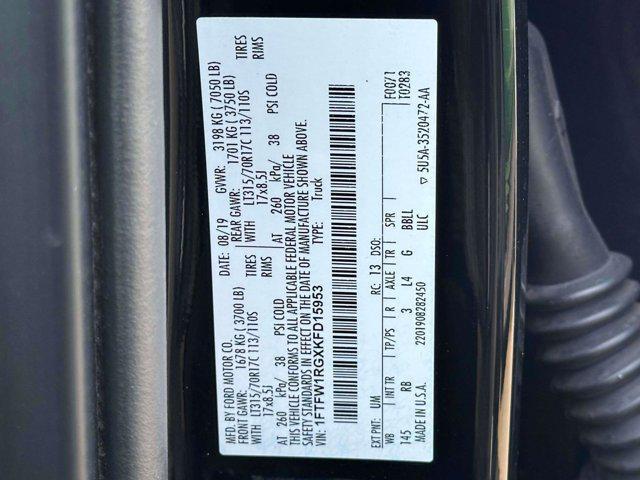 MFD. BY FORD MOTOR CO. DATE: 08/19 GVWR: 3198 KG ( 7050 LB)
FRONT GAWR: 1678 KG ( 3700 LB) REAR GAWR: 1701 KG ( 3750 LB)
WITH LT315/70R17C 113/110S TIRES WITH LT315/70R17C 113/110S TIRES
17x8.5J RIMS 17x8.5J RIMS
AT 260 kPa/ 38 PSI COLD AT 260 kPa/ 38 PSI COLD
THIS VEHICLE CONFORMS TO ALL APPLICABLE FEDERAL MOTOR VEHICLE
SAFETY STANDARDS IN EFFECT ON THE DATE OF MANUFACTURE SHOWN ABOVE.
VIN: 1FTFW1RGXKFD15953 TYPE: Truck
F0071
T0283
EXT PNT: UM RC: 13 DSO:
WB INT TR TP/PS R AXLE TR SPR
145 RB 3 L4 G BBLL
MADE IN U.S.A. 2201908282450 ULC
▽ 5U5A-3520472-AA